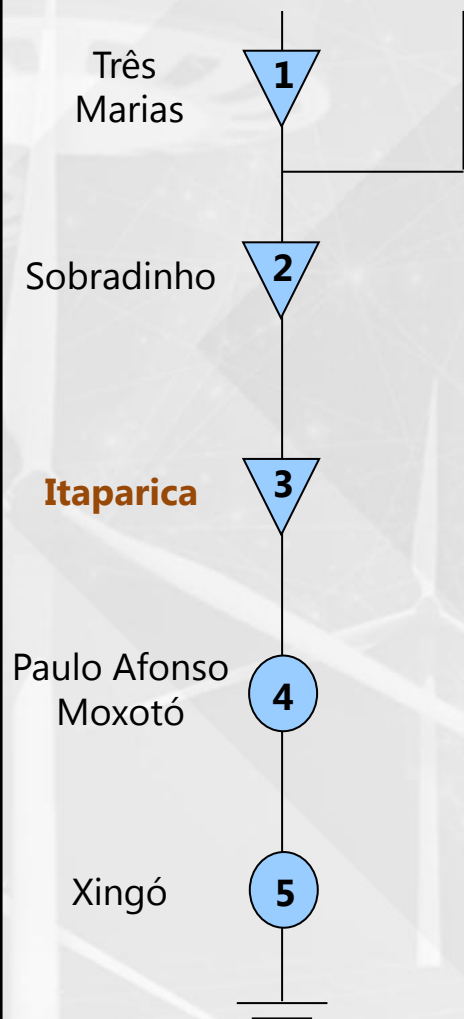 Três
Marias
1
Sobradinho
2
Itaparica
3
Paulo Afonso
Moxotó
4
Xingó
5